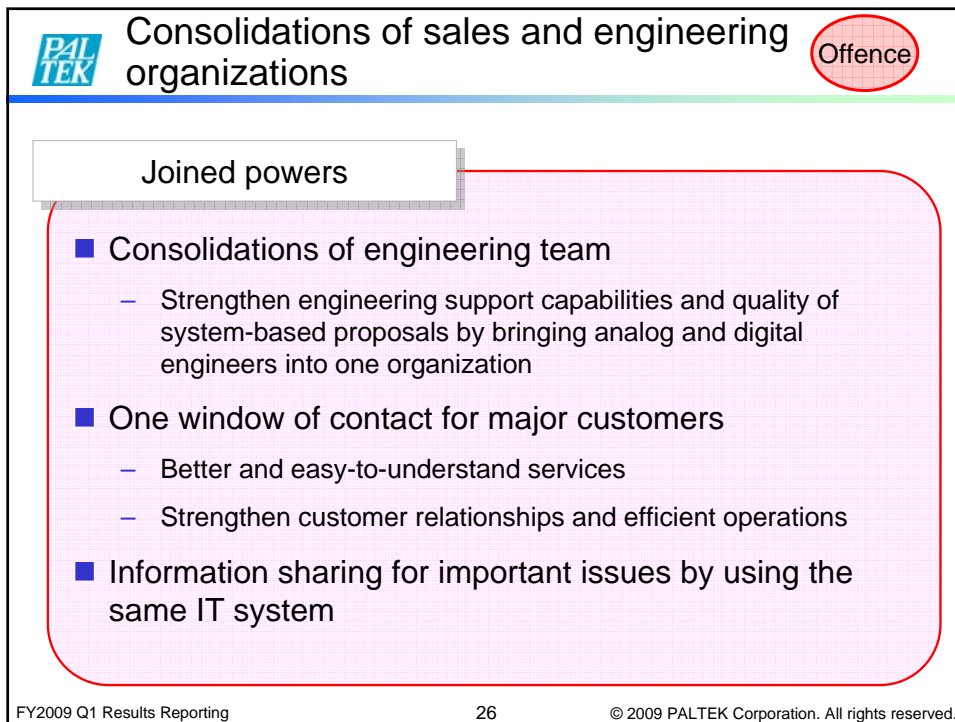 PAL
TEK
Consolidations of sales and engineering
organizations
Offence
Joined powers
Consolidations of engineering team
– Strengthen engineering support capabilities and quality of
system-based proposals by bringing analog and digital
engineers into one organization
One window of contact for major customers
– Better and easy-to-understand services
– Strengthen customer relationships and efficient operations
Information sharing for important issues by using the
same IT system
FY2009 Q1 Results Reporting
26
© 2009 PALTEK Corporation. All rights reserved.